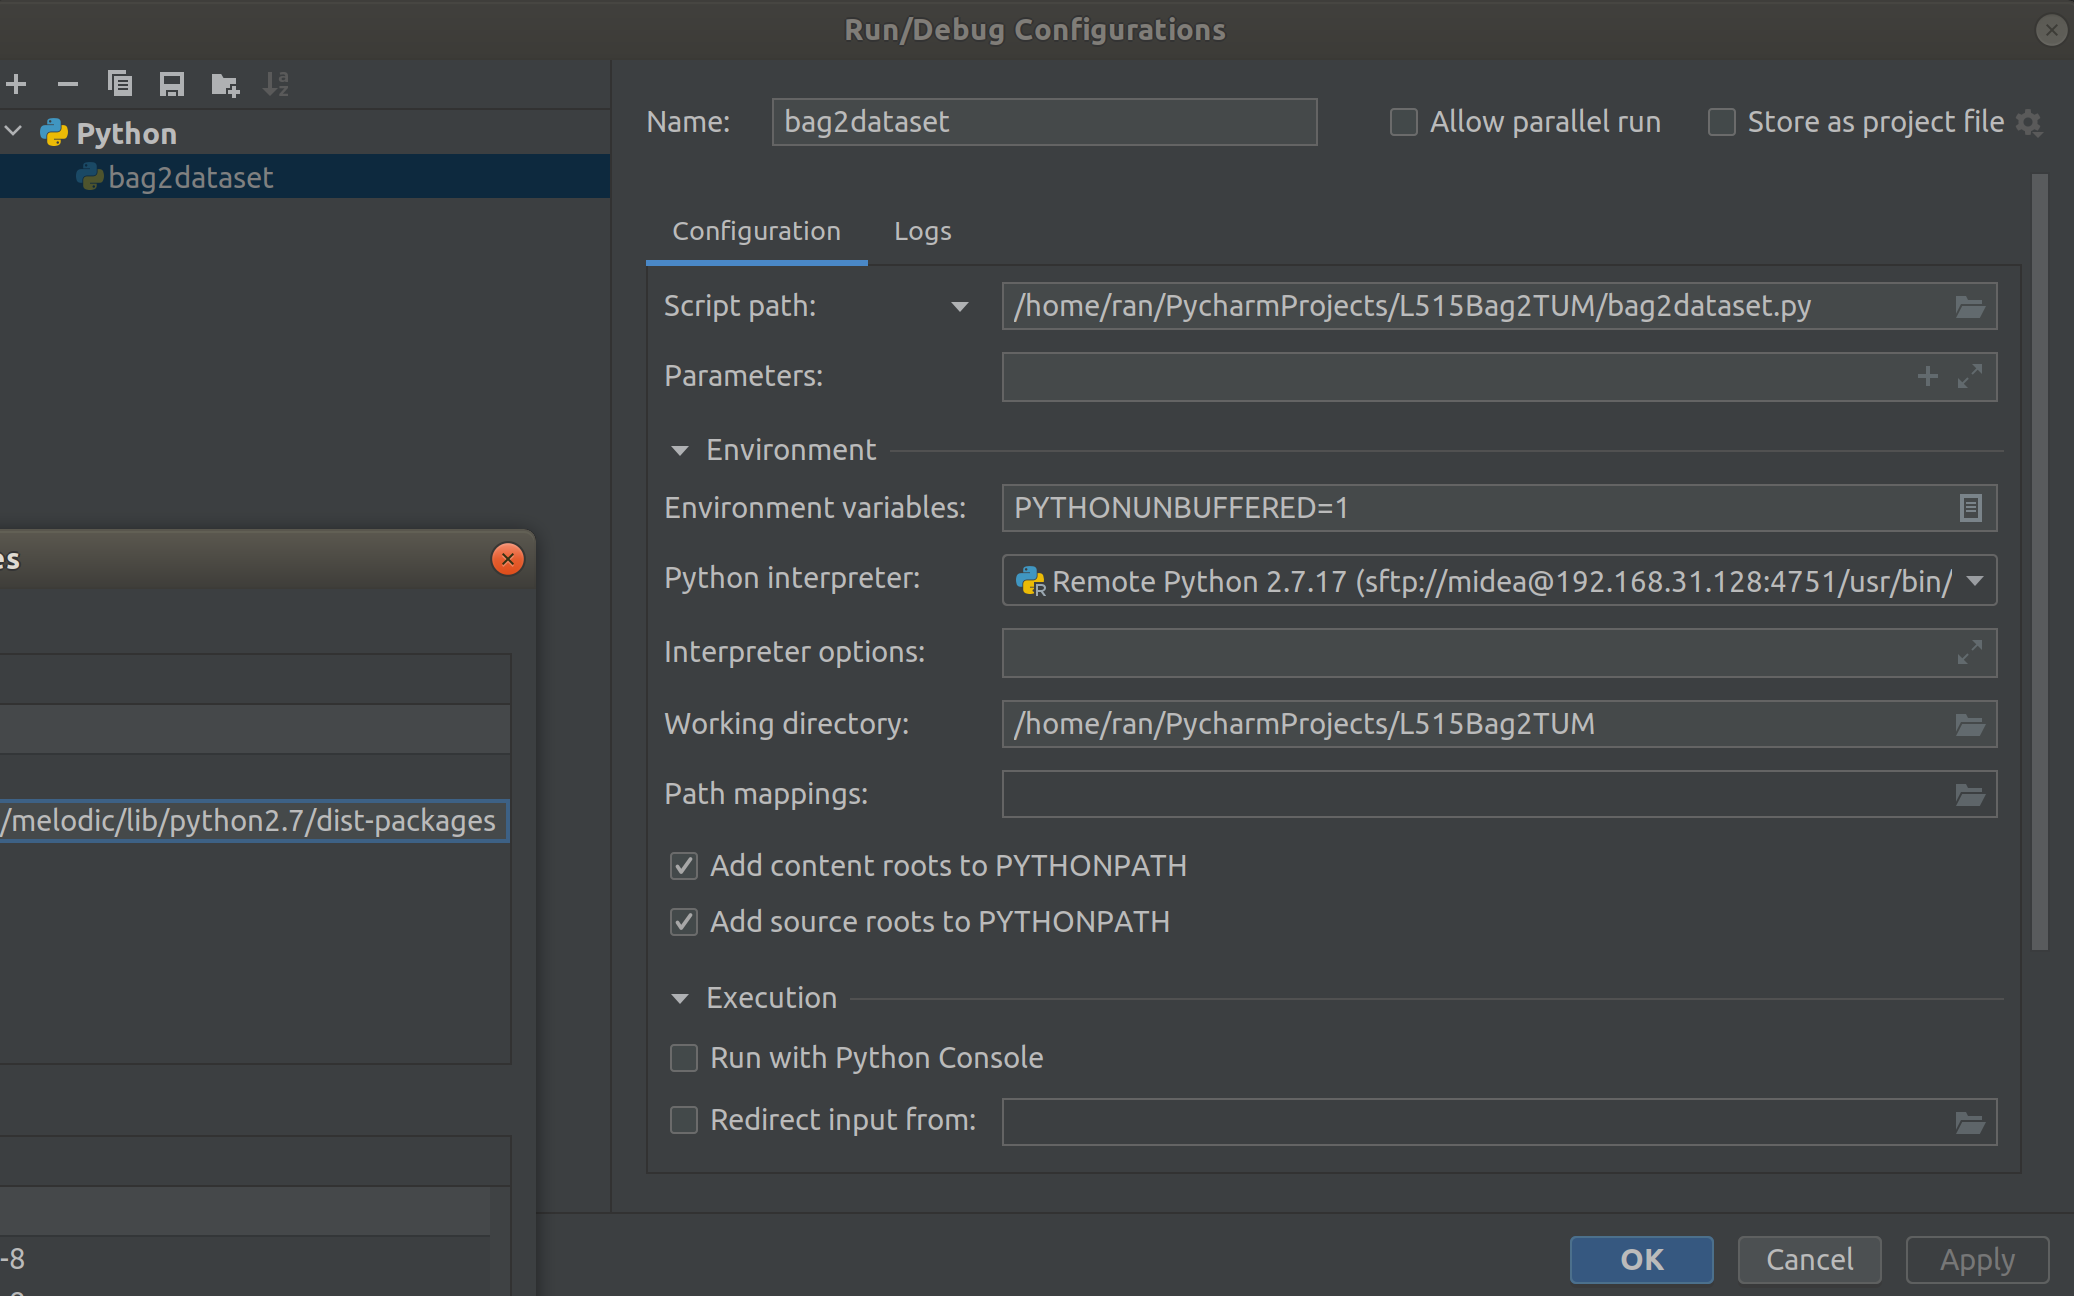 Run/Debug Configurations
Python
bag2dataset
Name:
bag2dataset
Allow parallel run
Store as project file
Configuration
Logs
Script path:
/home/ran/PycharmProjects/L515Bag2TUM/bag2dataset.py
Parameters:
Environment
Environment variables:
PYTHONUNBUFFERED=1
Python interpreter:
Remote Python 2.7.17 (sftp://midea@192.168.31.128:4751/usr/bin/
Interpreter options:
Working directory:
/home/ran/PycharmProjects/L515Bag2TUM
Path mappings:
Add content roots to PYTHONPATH
Add source roots to PYTHONPATH
Execution
Run with Python Console
Redirect input from:
es
/melodic/lib/python2.7/dist-packages
-8
OK
Cancel
Apply